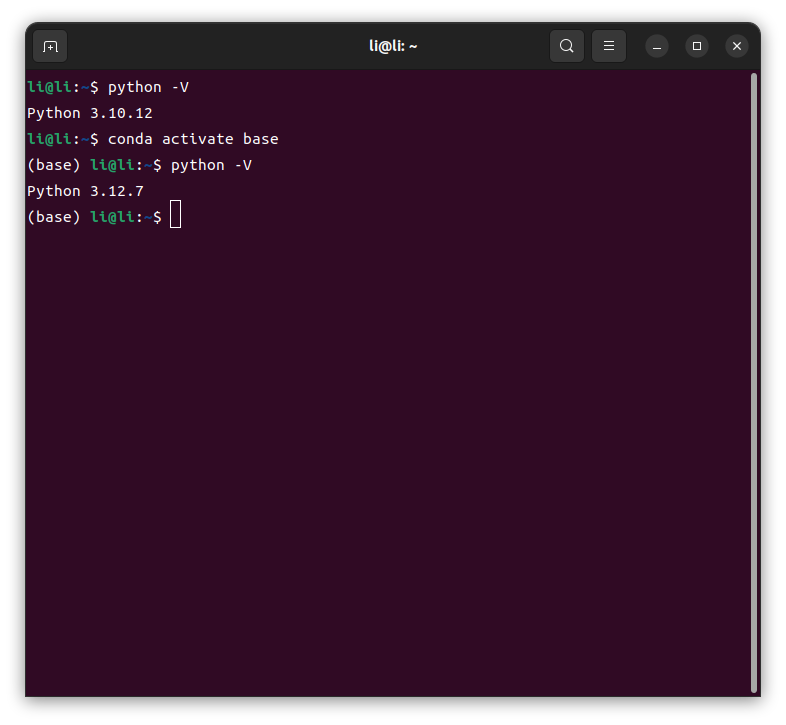 li@li: ~
li@li:~$ python -V
Python 3.10.12
li@li:~$ conda activate base
(base) li@li:~$ python -V
Python 3.12.7
(base) li@li:~$